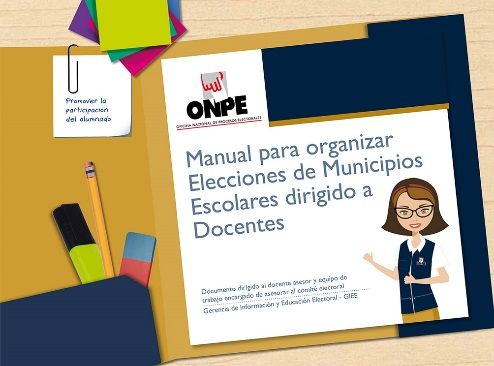 Promover la
participación
del alumnado
ONPE
OFICINA NACIONAL DE PROCESOS ELECTORALES
Manual para organizar
Elecciones de Municipios
Escolares dirigido a
Docentes
Documento dirigido al docente asesor y equipo de
trabajo encargado de asesorar al comité electoral
Gerencia de Información y Educación Electoral - GIEE